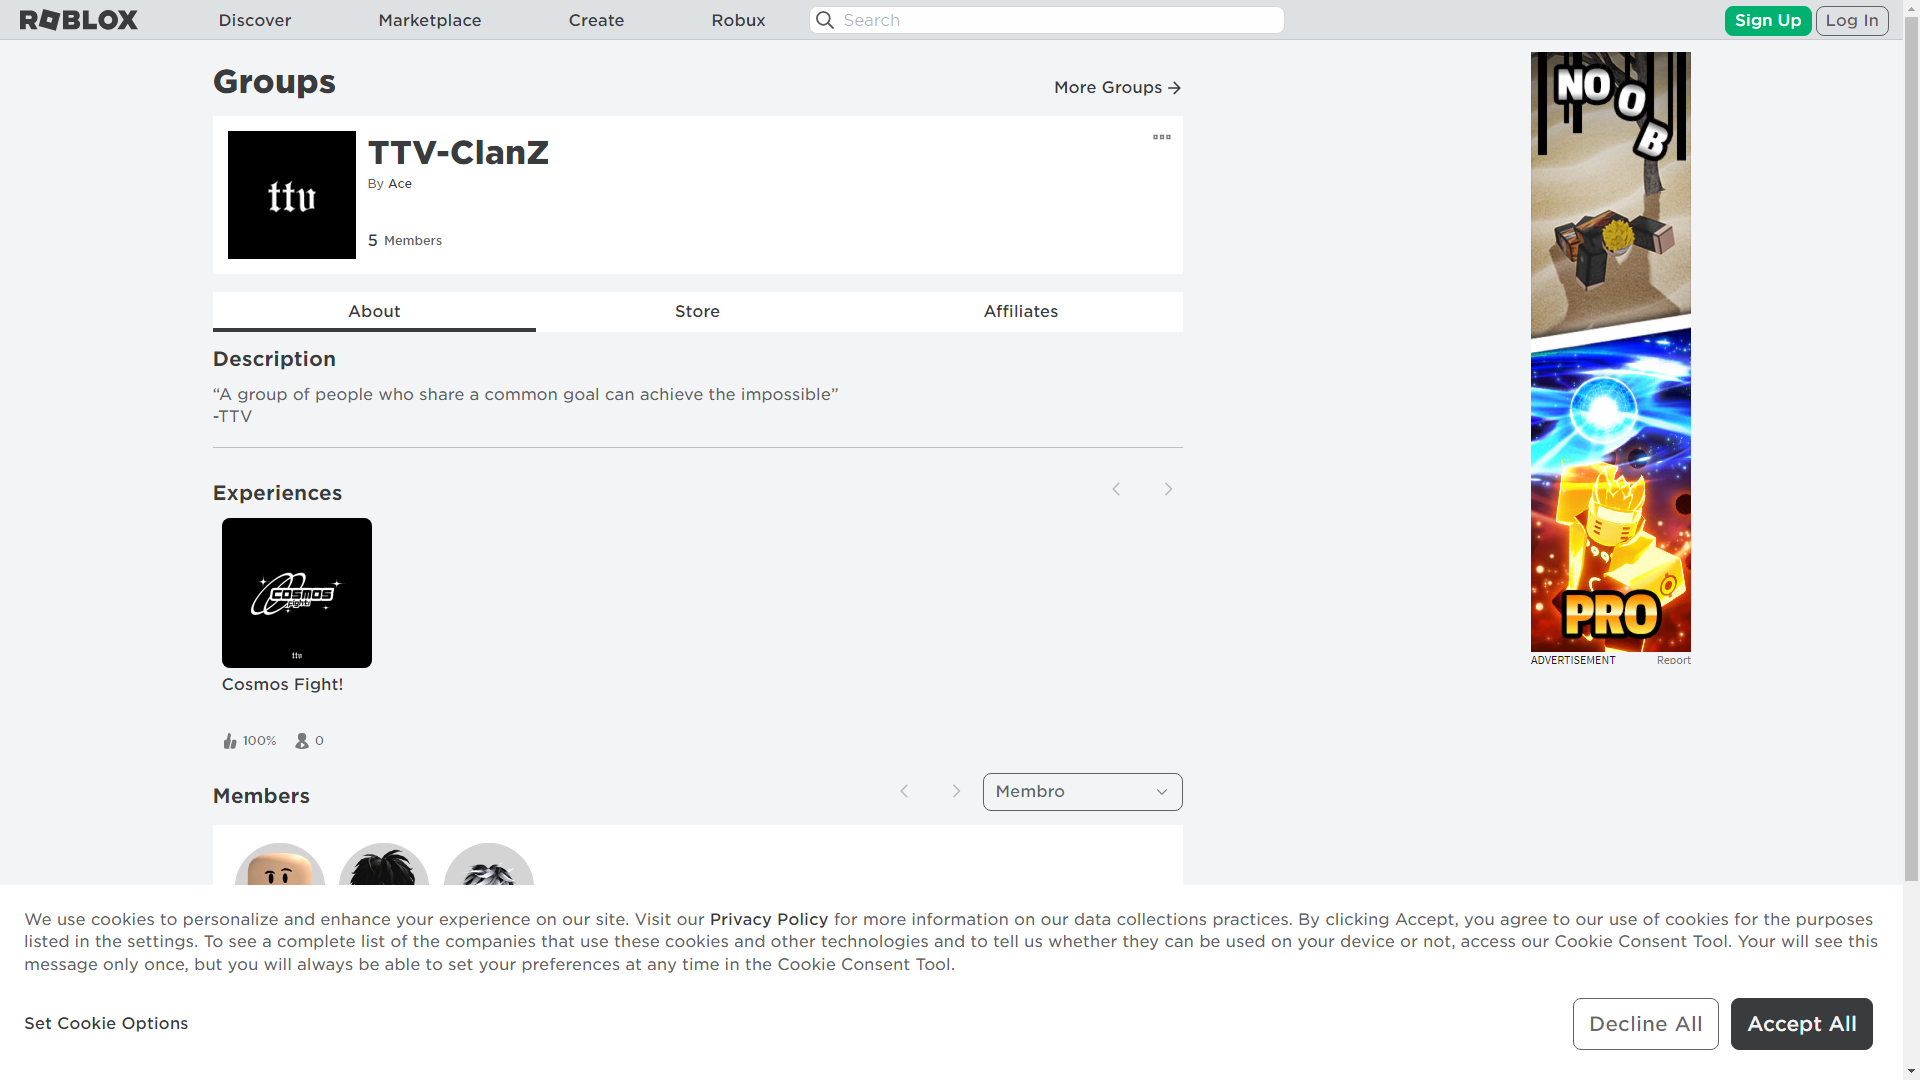 ROBLOX
Discover
Marketplace
Create
Robux
Search
Sign Up
Log In
Groups
More Groups
ttv
TTV-ClanZ
By Ace
5 Members
About
Store
Affiliates
Description
“A group of people who share a common goal can achieve the impossible”
-TTV
Experiences
COSMOS
Fight!
ttv
Cosmos Fight!
100%
0
Members
Membro
NOOB
PRO
ADVERTISEMENT
Report
We use cookies to personalize and enhance your experience on our site. Visit our Privacy Policy for more information on our data collections practices. By clicking Accept, you agree to our use of cookies for the purposes
listed in the settings. To see a complete list of the companies that use these cookies and other technologies and to tell us whether they can be used on your device or not, access our Cookie Consent Tool. Your will see this
message only once, but you will always be able to set your preferences at any time in the Cookie Consent Tool.
Set Cookie Options
Decline All
Accept All